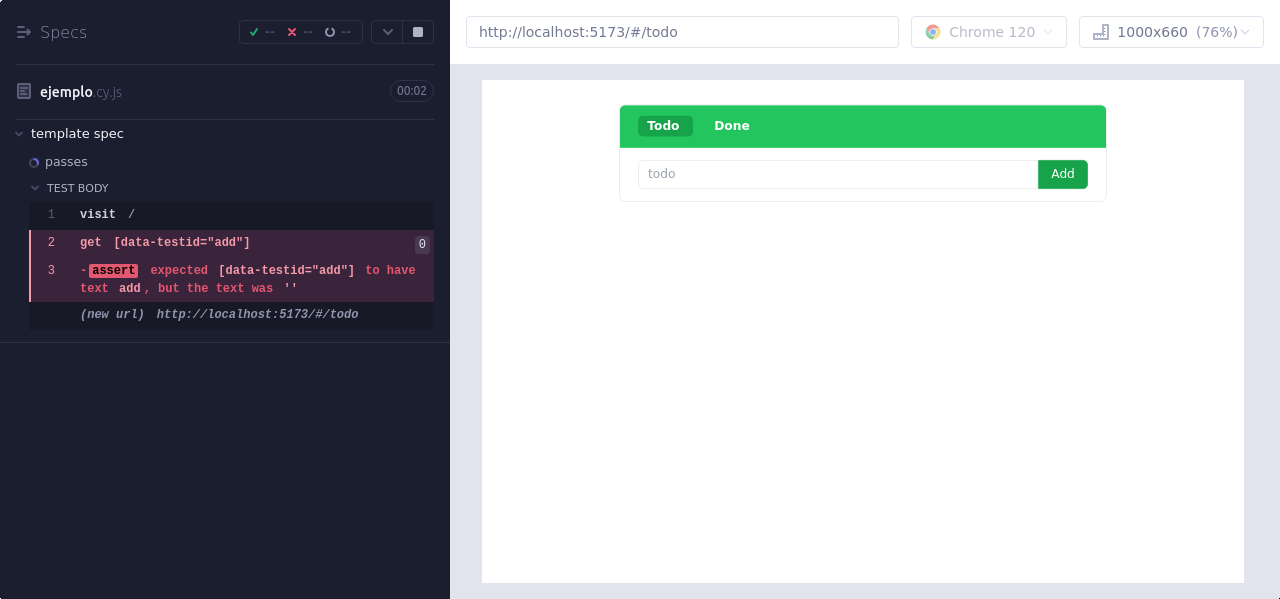 Specs
-- -- --
http://localhost:5173/#/todo
Chrome 120
1000x660 (76%)
ejemplo.cy.js
00:02
template spec
passes
TEST BODY
1 visit /
2 get [data-testid="add"] 0
3 -assert expected [data-testid="add"] to have
text add, but the text was ''
(new url) http://localhost:5173/#/todo
Todo Done
todo Add